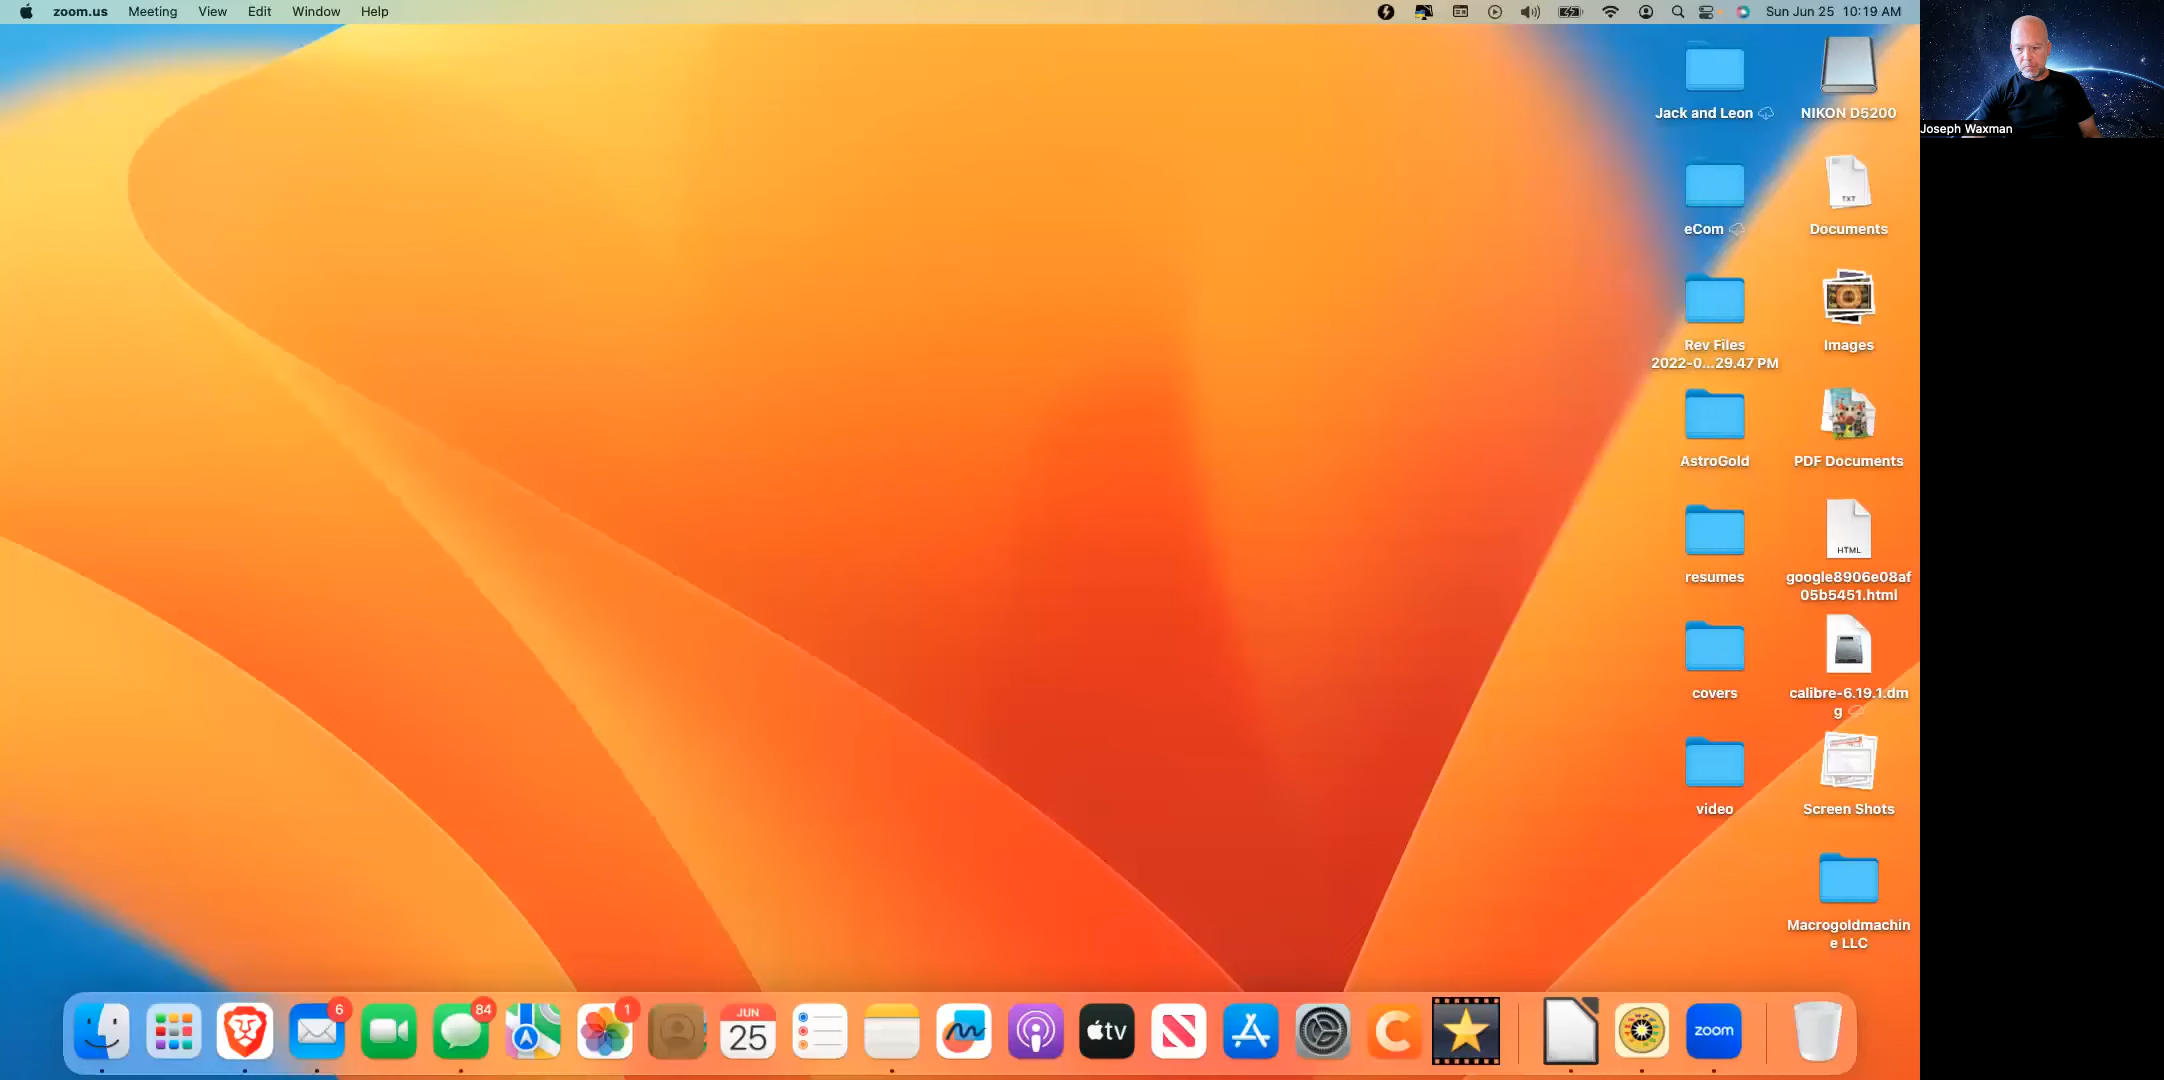 zoom.us Meeting View Edit Window Help
Sun Jun 25 10:19 AM
Joseph Waxman
Jack and Leon
NIKON D5200
TXT
eCom
Documents
Rev Files
2022-0...29.47 PM
Images
AstroGold
PDF Documents
HTML
resumes
google8906e08af
05b5451.html
covers
calibre-6.19.1.dm
g
video
Screen Shots
Macrogoldmachin
e LLC
6
84
1
JUN
25
tv
zoom